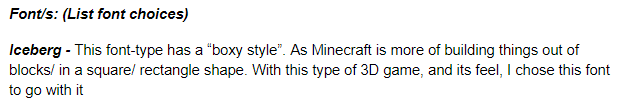 Font/s: (List font choices)
Iceberg - This font-type has a “boxy style”. As Minecraft is more of building things out of
blocks/ in a square/ rectangle shape. With this type of 3D game, and its feel, I chose this font
to go with it